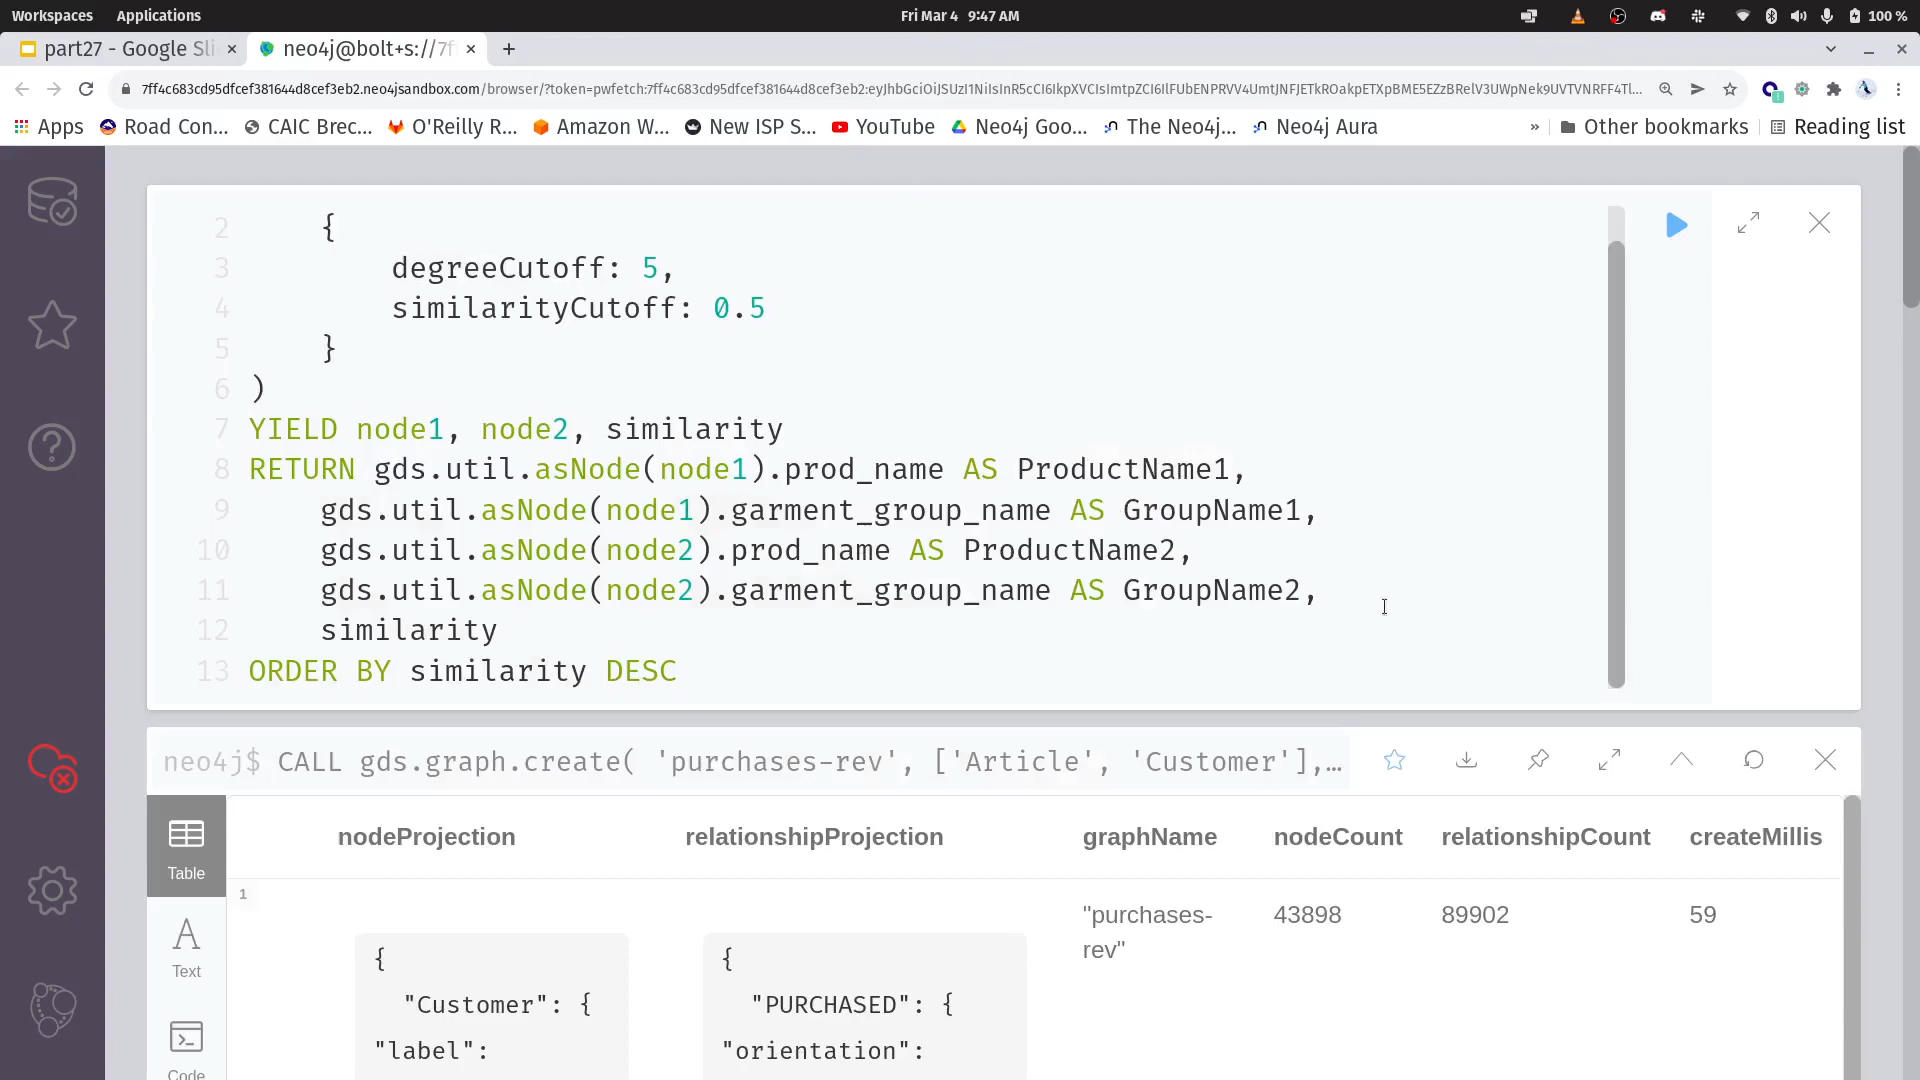 Workspaces Applications Fri Mar 4 9:47 AM 100 %
part27 - Google Sli neo4j@bolt+s://7f
7ff4c683cd95dfcef381644d8cef3eb2.neo4jsandbox.com/browser/?token=pwfetch:7ff4c683cd95dfcef381644d8cef3eb2:
Apps Road Con... CAIC Brec... O'Reilly R... Amazon W... New ISP S... YouTube Neo4j Goo... The Neo4j... Neo4j Aura » Other bookmarks Reading list
2 {
3 degreeCutoff: 5,
4 similarityCutoff: 0.5
5 }
6 )
7 YIELD node1, node2, similarity
8 RETURN gds.util.asNode(node1).prod_name AS ProductName1,
9 gds.util.asNode(node1).garment_group_name AS GroupName1,
10 gds.util.asNode(node2).prod_name AS ProductName2,
11 gds.util.asNode(node2).garment_group_name AS GroupName2,
12 similarity
13 ORDER BY similarity DESC
neo4j$ CALL gds.graph.create( 'purchases-rev', ['Article', 'Customer'],…
nodeProjection relationshipProjection graphName nodeCount relationshipCount createMillis
Table
1
"purchases- 43898 89902 59
rev"
{ {
Text
"Customer": { "PURCHASED": {
"label": "orientation":
Code